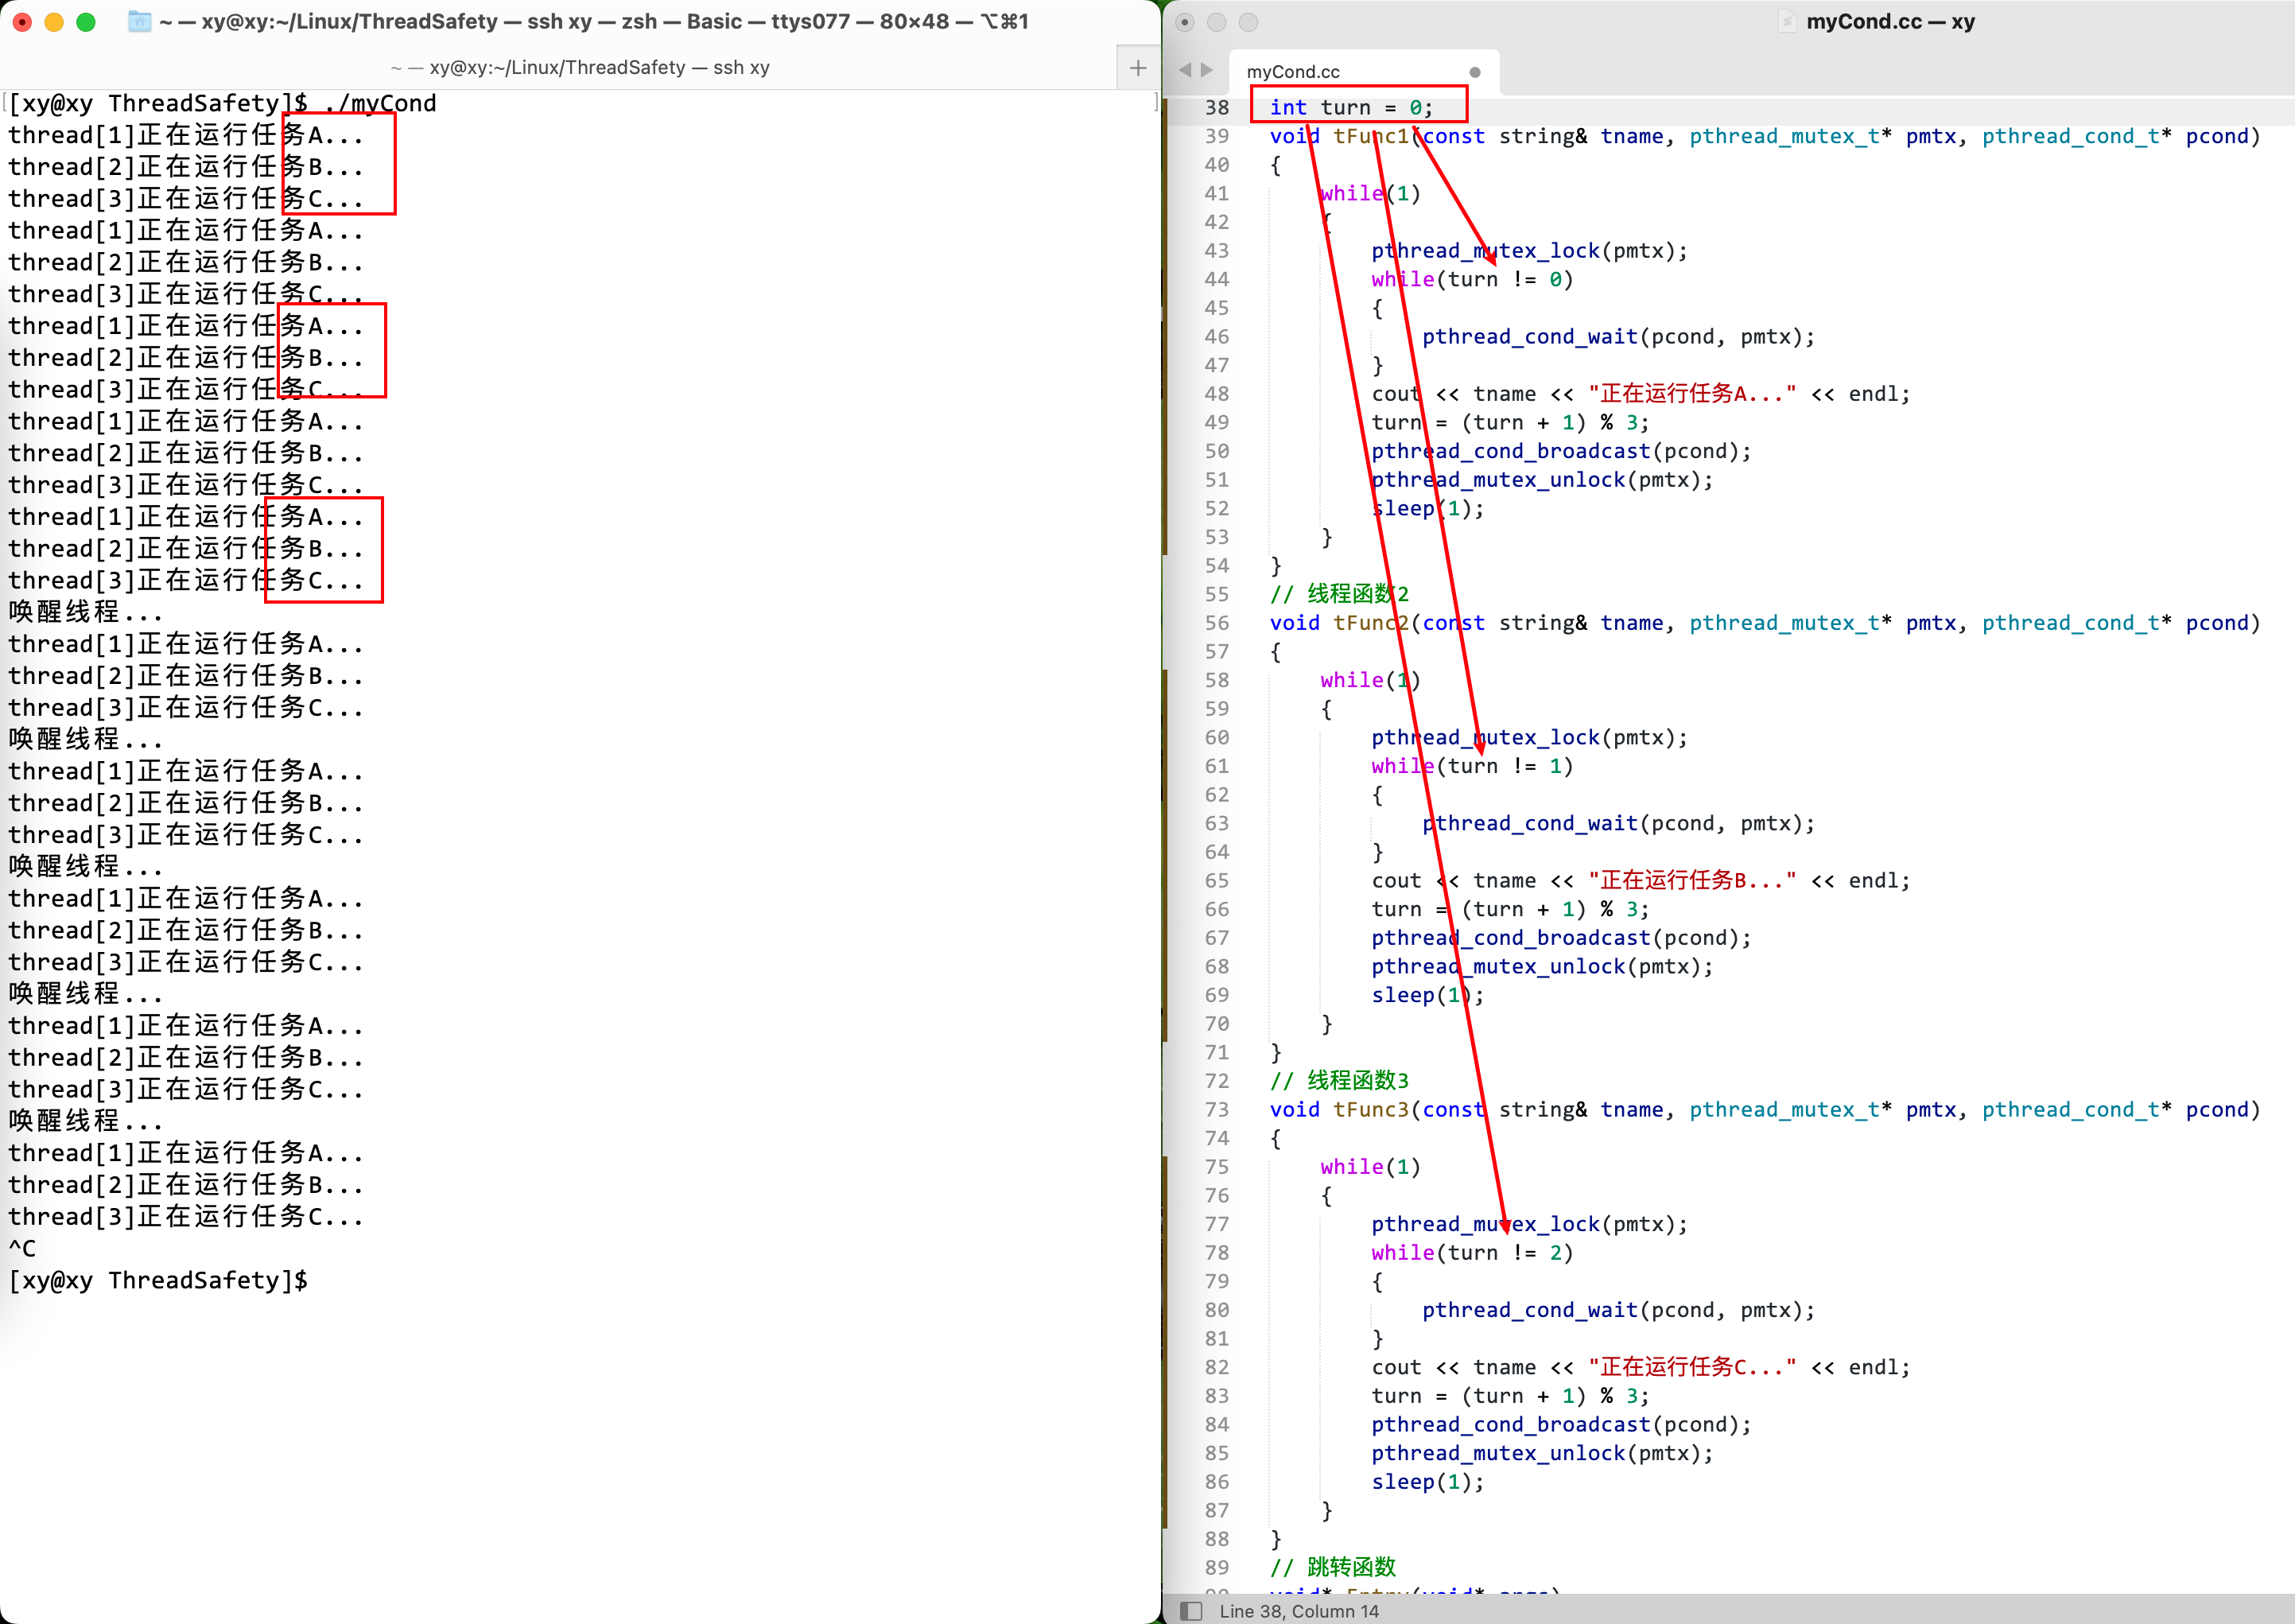 ~ — xy@xy:~/Linux/ThreadSafety — ssh xy — zsh — Basic — ttys077 — 80×48 — ⌥⌘1
~ — xy@xy:~/Linux/ThreadSafety — ssh xy
[xy@xy ThreadSafety]$ ./myCond
thread[1]正在运行任务A...
thread[2]正在运行任务B...
thread[3]正在运行任务C...
thread[1]正在运行任务A...
thread[2]正在运行任务B...
thread[3]正在运行任务C...
thread[1]正在运行任务A...
thread[2]正在运行任务B...
thread[3]正在运行任务C...
thread[1]正在运行任务A...
thread[2]正在运行任务B...
thread[3]正在运行任务C...
thread[1]正在运行任务A...
thread[2]正在运行任务B...
thread[3]正在运行任务C...
唤醒线程...
thread[1]正在运行任务A...
thread[2]正在运行任务B...
thread[3]正在运行任务C...
唤醒线程...
thread[1]正在运行任务A...
thread[2]正在运行任务B...
thread[3]正在运行任务C...
唤醒线程...
thread[1]正在运行任务A...
thread[2]正在运行任务B...
thread[3]正在运行任务C...
唤醒线程...
thread[1]正在运行任务A...
thread[2]正在运行任务B...
thread[3]正在运行任务C...
唤醒线程...
thread[1]正在运行任务A...
thread[2]正在运行任务B...
thread[3]正在运行任务C...
^C
[xy@xy ThreadSafety]$
myCond.cc — xy
myCond.cc
38 int turn = 0;
39 void tFunc1(const string& tname, pthread_mutex_t* pmtx, pthread_cond_t* pcond)
40 {
41 while(1)
42 {
43 pthread_mutex_lock(pmtx);
44 while(turn != 0)
45 {
46 pthread_cond_wait(pcond, pmtx);
47 }
48 cout << tname << "正在运行任务A..." << endl;
49 turn = (turn + 1) % 3;
50 pthread_cond_broadcast(pcond);
51 pthread_mutex_unlock(pmtx);
52 sleep(1);
53 }
54 }
55 // 线程函数2
56 void tFunc2(const string& tname, pthread_mutex_t* pmtx, pthread_cond_t* pcond)
57 {
58 while(1)
59 {
60 pthread_mutex_lock(pmtx);
61 while(turn != 1)
62 {
63 pthread_cond_wait(pcond, pmtx);
64 }
65 cout << tname << "正在运行任务B..." << endl;
66 turn = (turn + 1) % 3;
67 pthread_cond_broadcast(pcond);
68 pthread_mutex_unlock(pmtx);
69 sleep(1);
70 }
71 }
72 // 线程函数3
73 void tFunc3(const string& tname, pthread_mutex_t* pmtx, pthread_cond_t* pcond)
74 {
75 while(1)
76 {
77 pthread_mutex_lock(pmtx);
78 while(turn != 2)
79 {
80 pthread_cond_wait(pcond, pmtx);
81 }
82 cout << tname << "正在运行任务C..." << endl;
83 turn = (turn + 1) % 3;
84 pthread_cond_broadcast(pcond);
85 pthread_mutex_unlock(pmtx);
86 sleep(1);
87 }
88 }
89 // 跳转函数
Line 38, Column 14